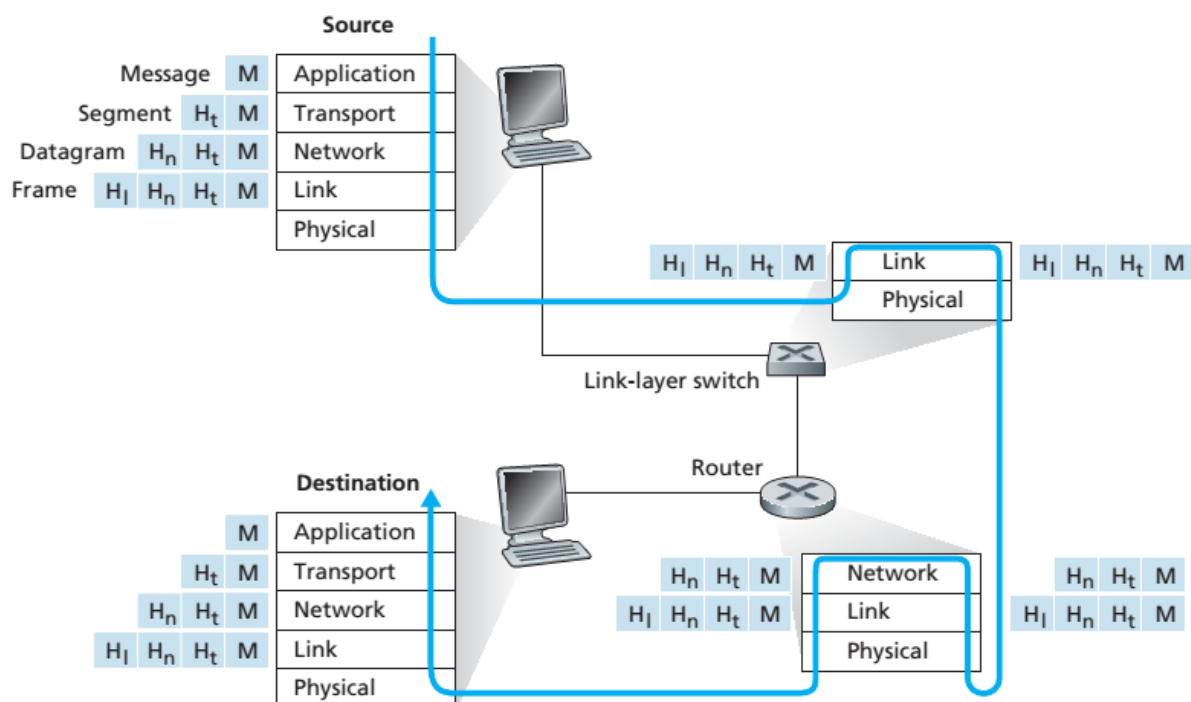 Source
Message M Application
Segment Ht M Transport
Datagram Hn Ht M Network
Frame Hl Hn Ht M Link
Physical
Hl Hn Ht M Link Hl Hn Ht M
Physical
Link-layer switch
Router
Destination
M Application
Ht M Transport
Hn Ht M Network
Hl Hn Ht M Link
Physical
Hn Ht M Network Hn Ht M
Hl Hn Ht M Link Hl Hn Ht M
Physical